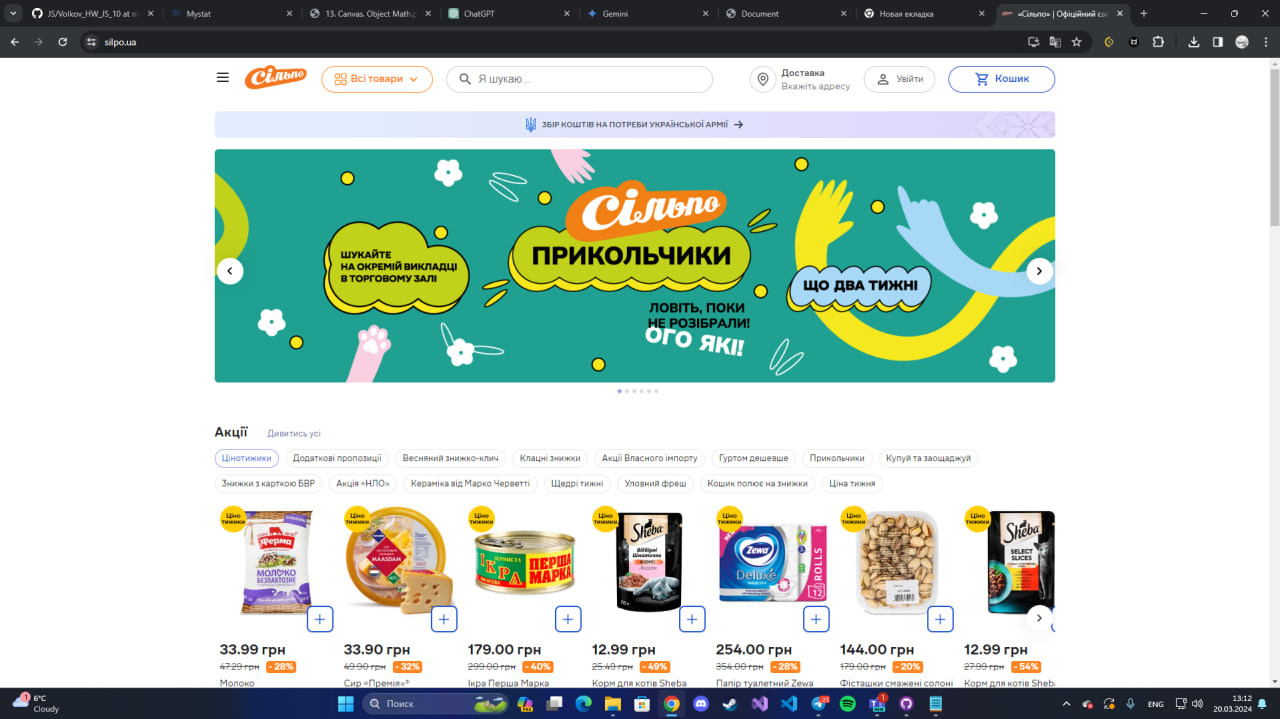 JS/Volkov_HW_JS_10 at m
Mystat
13. Canvas. Object Math.p
ChatGPT
Gemini
Document
Нова вкладка
«Сільпо» | Офіційний са
silpo.ua
Сільпо
Всі товари
Я шукаю...
Доставка
Вкажіть адресу
Увійти
Кошик
ЗБІР КОШТІВ НА ПОТРЕБИ УКРАЇНСЬКОЇ АРМІЇ
Сільпо
ПРИКОЛЬЧИКИ
ШУКАЙТЕ
НА ОКРЕМІЙ ВИКЛАДЦІ
В ТОРГОВОМУ ЗАЛІ
ЩО ДВА ТИЖНІ
ЛОВІТЬ, ПОКИ
НЕ РОЗІБРАЛИ!
ОГО ЯКІ!
Акції
Дивитись усі
Цінотижики
Додаткові пропозиції
Весняний знижко-клич
Клацні знижки
Акції Власного імпорту
Гуртом дешевше
Прикольчики
Купуй та заощаджуй
Знижки з карткою БВР
Акція «НЛО»
Кераміка від Марко Черветті
Щедрі тижні
Уловний фреш
Кошик полює на знижки
Ціна тижня
Ціно
тижики
Ферма
МОЛОКО
БЕЗЛАКТОЗНЕ
Ціно
тижики
MAASDAM
Ціно
тижики
ЗЕРНИСТА
ІКРА
ПЕРША
МАРКА
Ціно
тижики
Sheba
Ціно
тижики
Zewa
Deluxe
ROLLS
12
Ціно
тижики
Ціно
тижики
Sheba
SELECT
SLICES
33.99 грн
47.29 грн
- 28%
Молоко
33.90 грн
49.90 грн
- 32%
Сир «Премія»®
179.00 грн
299.00 грн
- 40%
Ікра Перша Марка
12.99 грн
25.49 грн
- 49%
Корм для котів Sheba
254.00 грн
354.00 грн
- 28%
Папір туалетний Zewa
144.00 грн
179.00 грн
- 20%
Фісташки смажені солоні
12.99 грн
27.99 грн
- 54%
Корм для котів Sheba
1
6°C
Cloudy
Поиск
23
1
ENG
13:12
20.03.2024